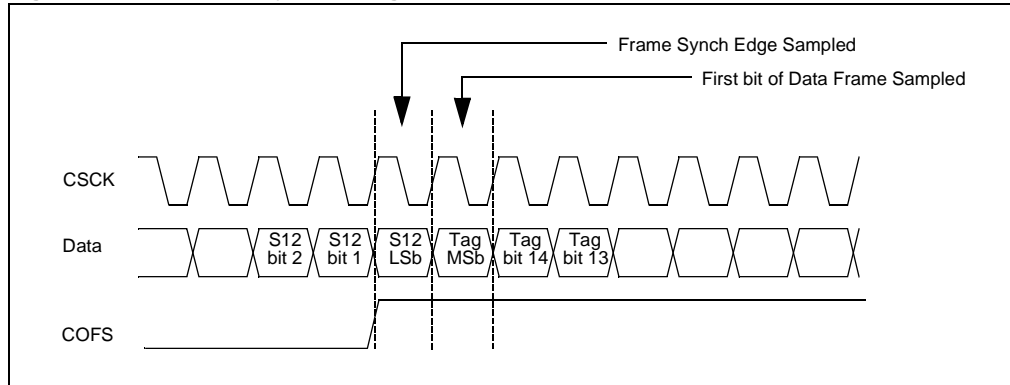 Frame Synch Edge Sampled
First bit of Data Frame Sampled
CSCK
Data
S12 bit 2
S12 bit 1
S12 LSb
Tag MSb
Tag bit 14
Tag bit 13
COFS